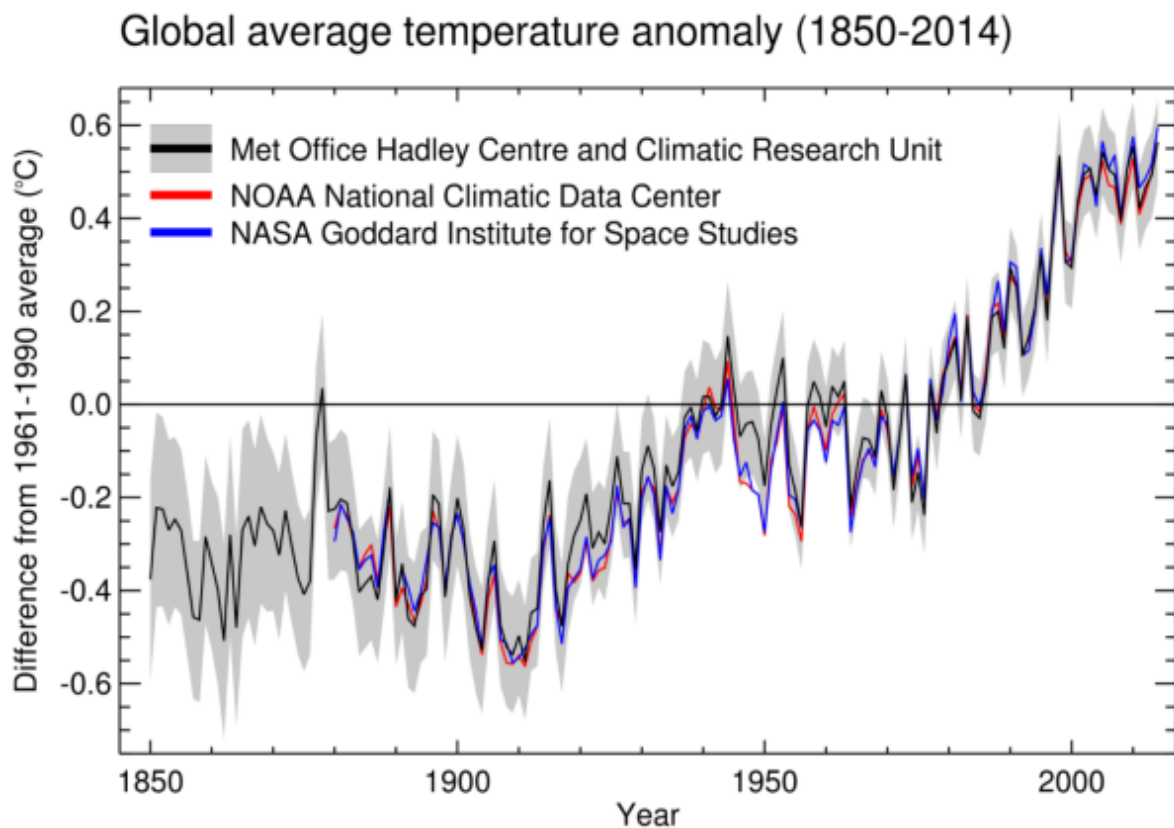 Global average temperature anomaly (1850-2014)
Difference from 1961-1990 average (°C)
0.6
0.4
0.2
0.0
-0.2
-0.4
-0.6
Met Office Hadley Centre and Climatic Research Unit
NOAA National Climatic Data Center
NASA Goddard Institute for Space Studies
1850 1900 1950 2000
Year